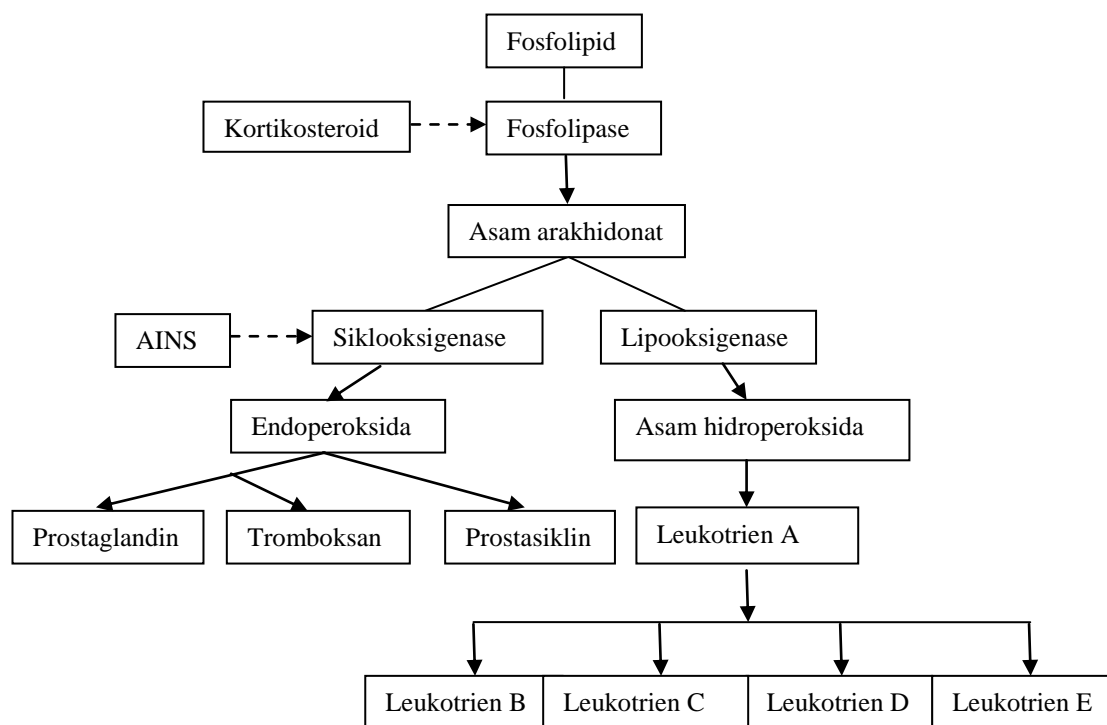 Fosfolipid
Kortikosteroid
Fosfolipase
Asam arakhidonat
AINS
Siklooksigenase
Lipooksigenase
Endoperoksida
Asam hidroperoksida
Prostaglandin
Tromboksan
Prostasiklin
Leukotrien A
Leukotrien B
Leukotrien C
Leukotrien D
Leukotrien E